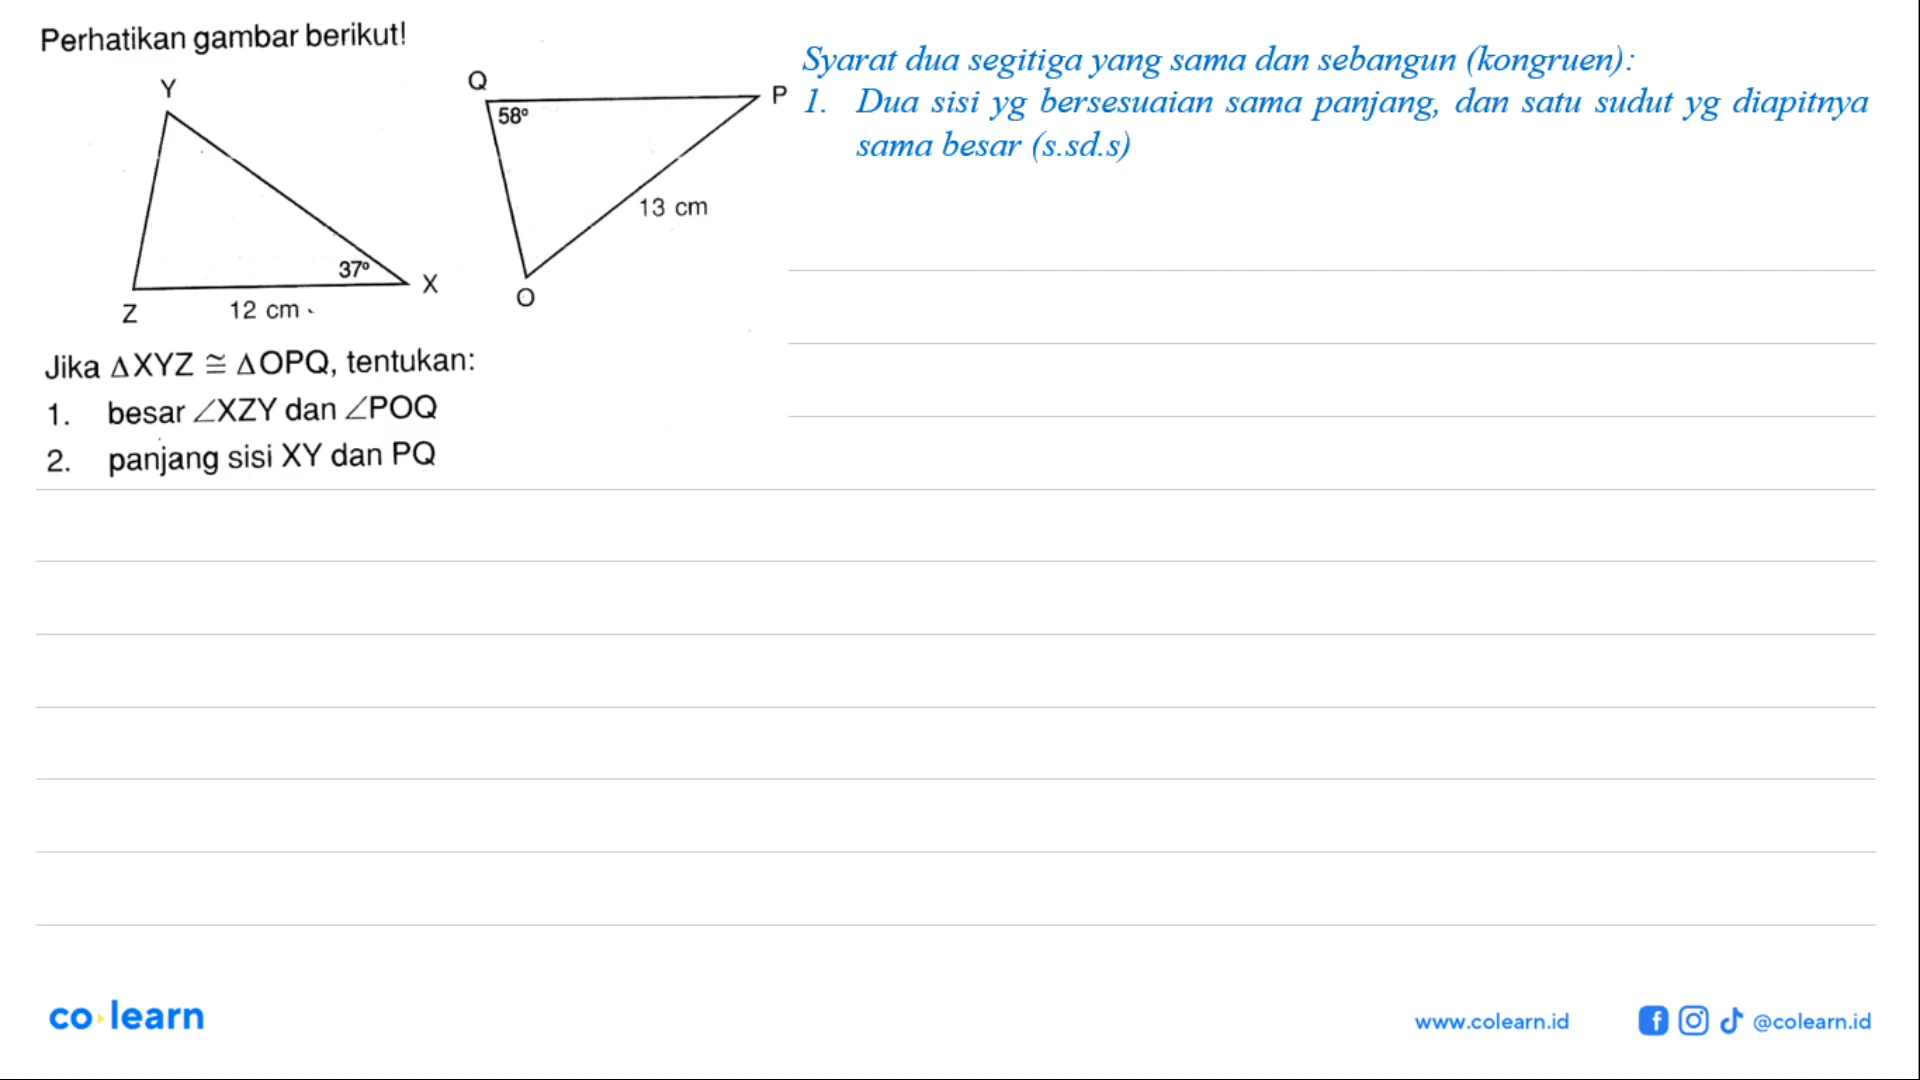 Perhatikan gambar berikut!
Y
37°
X
Z
12 cm
Q
58°
P
13 cm
O
Jika △XYZ ≅ △OPQ, tentukan:
1. besar ∠XZY dan ∠POQ
2. panjang sisi XY dan PQ
Syarat dua segitiga yang sama dan sebangun (kongruen):
1. Dua sisi yg bersesuaian sama panjang, dan satu sudut yg diapitnya
sama besar (s.sd.s)
co learn
www.colearn.id
@colearn.id